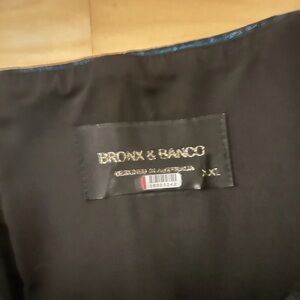 BRONX & BANCO
DESIGNED IN AUSTRALIA
XXL